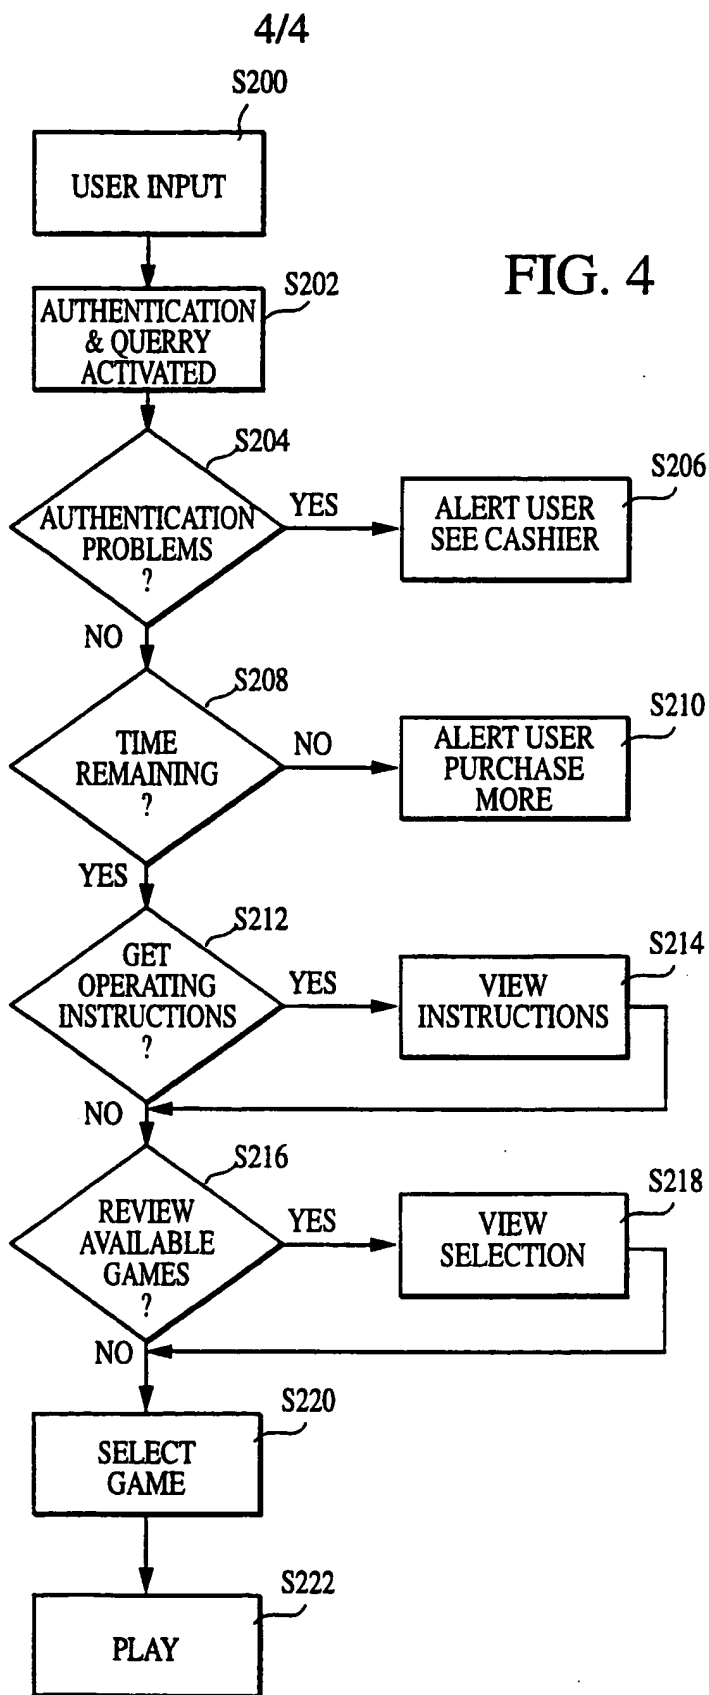 4/4
S200
USER INPUT
FIG. 4
S202
AUTHENTICATION
& QUERRY
ACTIVATED
S204
AUTHENTICATION
PROBLEMS
?
YES
S206
ALERT USER
SEE CASHIER
NO
S208
TIME
REMAINING
?
NO
S210
ALERT USER
PURCHASE
MORE
YES
S212
GET
OPERATING
INSTRUCTIONS
?
YES
S214
VIEW
INSTRUCTIONS
NO
S216
REVIEW
AVAILABLE
GAMES
?
YES
S218
VIEW
SELECTION
NO
S220
SELECT
GAME
S222
PLAY